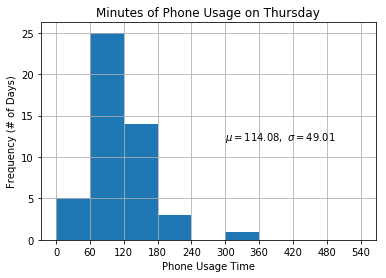 Minutes of Phone Usage on Thursday
Frequency (# of Days)
25
20
15
10
5
0
μ = 114.08, σ = 49.01
0 60 120 180 240 300 360 420 480 540
Phone Usage Time